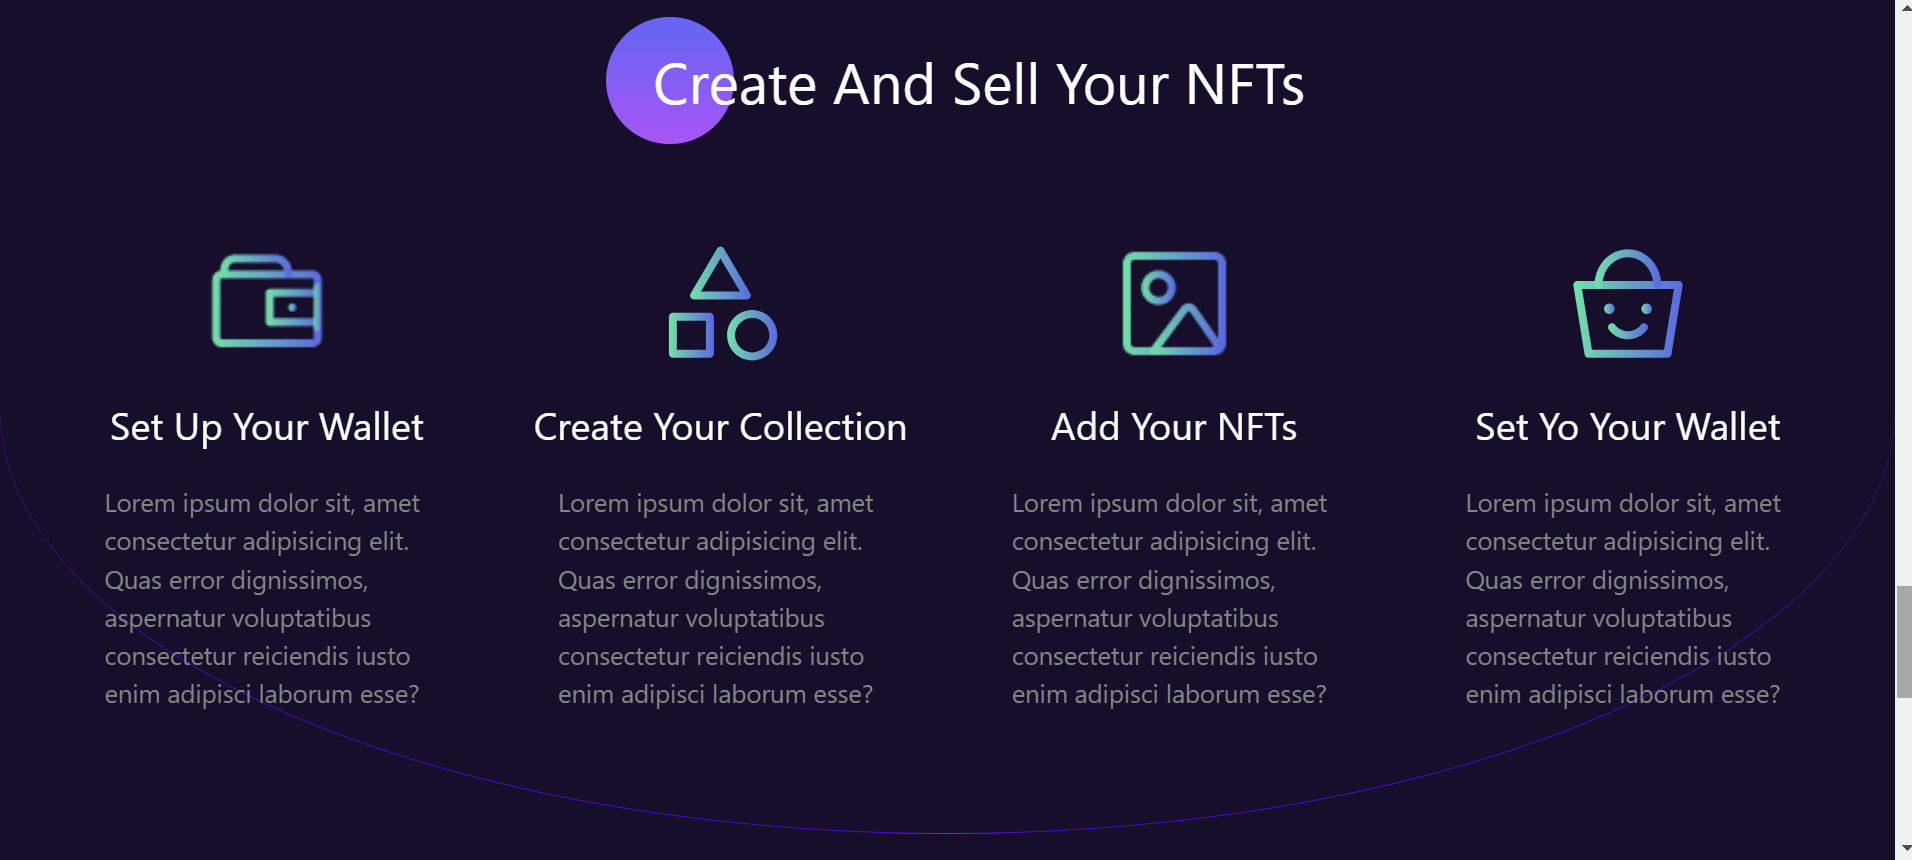 Create And Sell Your NFTs
Set Up Your Wallet
Lorem ipsum dolor sit, amet
consectetur adipisicing elit.
Quas error dignissimos,
aspernatur voluptatibus
consectetur reiciendis iusto
enim adipisci laborum esse?
Create Your Collection
Lorem ipsum dolor sit, amet
consectetur adipisicing elit.
Quas error dignissimos,
aspernatur voluptatibus
consectetur reiciendis iusto
enim adipisci laborum esse?
Add Your NFTs
Lorem ipsum dolor sit, amet
consectetur adipisicing elit.
Quas error dignissimos,
aspernatur voluptatibus
consectetur reiciendis iusto
enim adipisci laborum esse?
Set Yo Your Wallet
Lorem ipsum dolor sit, amet
consectetur adipisicing elit.
Quas error dignissimos,
aspernatur voluptatibus
consectetur reiciendis iusto
enim adipisci laborum esse?